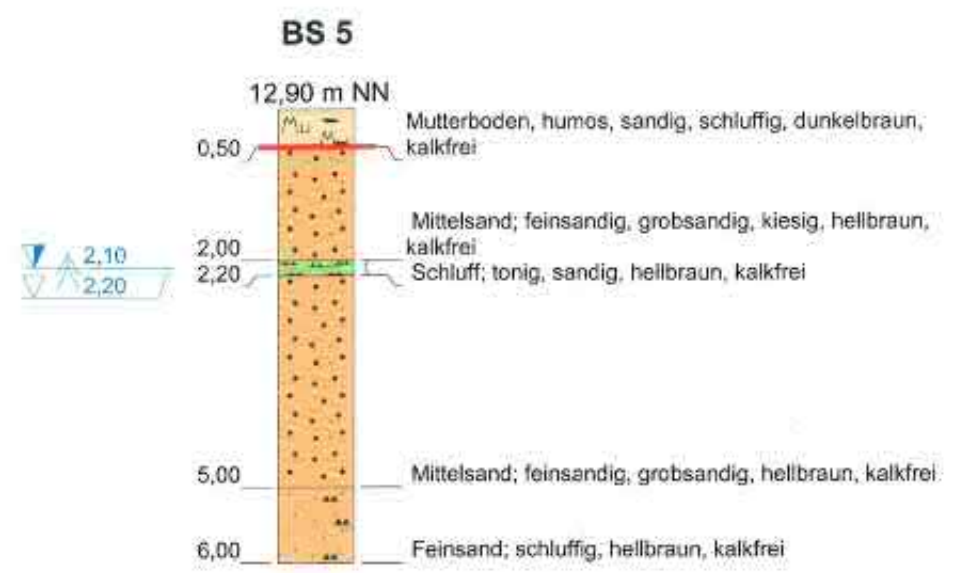 BS 5
12,90 m NN
Mu
Mu
Mutterboden, humos, sandig, schluffig, dunkelbraun,
0,50
kalkfrei
Mittelsand; feinsandig, grobsandig, kiesig, hellbraun,
2,00
kalkfrei
2,10
2,20
Schluff; tonig, sandig, hellbraun, kalkfrei
2,20
5,00
Mittelsand; feinsandig, grobsandig, hellbraun, kalkfrei
6,00
Feinsand; schluffig, hellbraun, kalkfrei